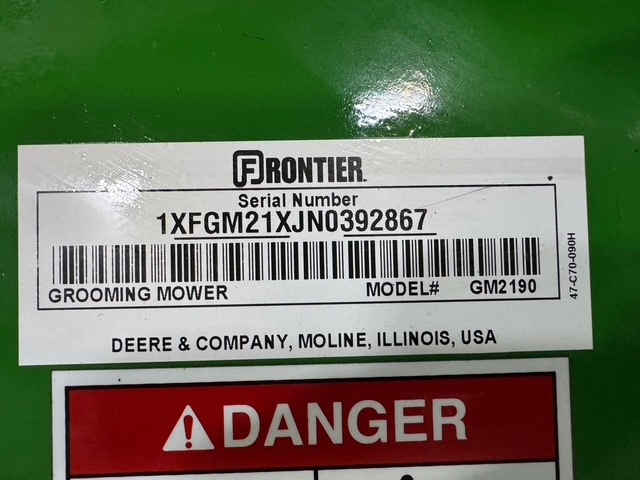 FRONTIER
Serial Number
1XFGM21XJN0392867
GROOMING MOWER MODEL# GM2190
47-C70-090H
DEERE & COMPANY, MOLINE, ILLINOIS, USA
DANGER